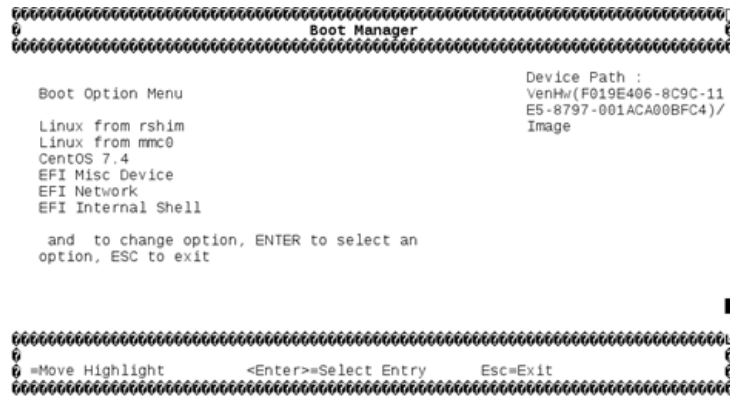 Boot Manager
Device Path :
Boot Option Menu
VenHw(F019E406-8C9C-11
E5-8797-001ACA00BFC4)/
Linux from rshim
Image
Linux from mmc0
CentOS 7.4
EFI Misc Device
EFI Network
EFI Internal Shell
and to change option, ENTER to select an
option, ESC to exit
=Move Highlight <Enter>=Select Entry Esc=Exit